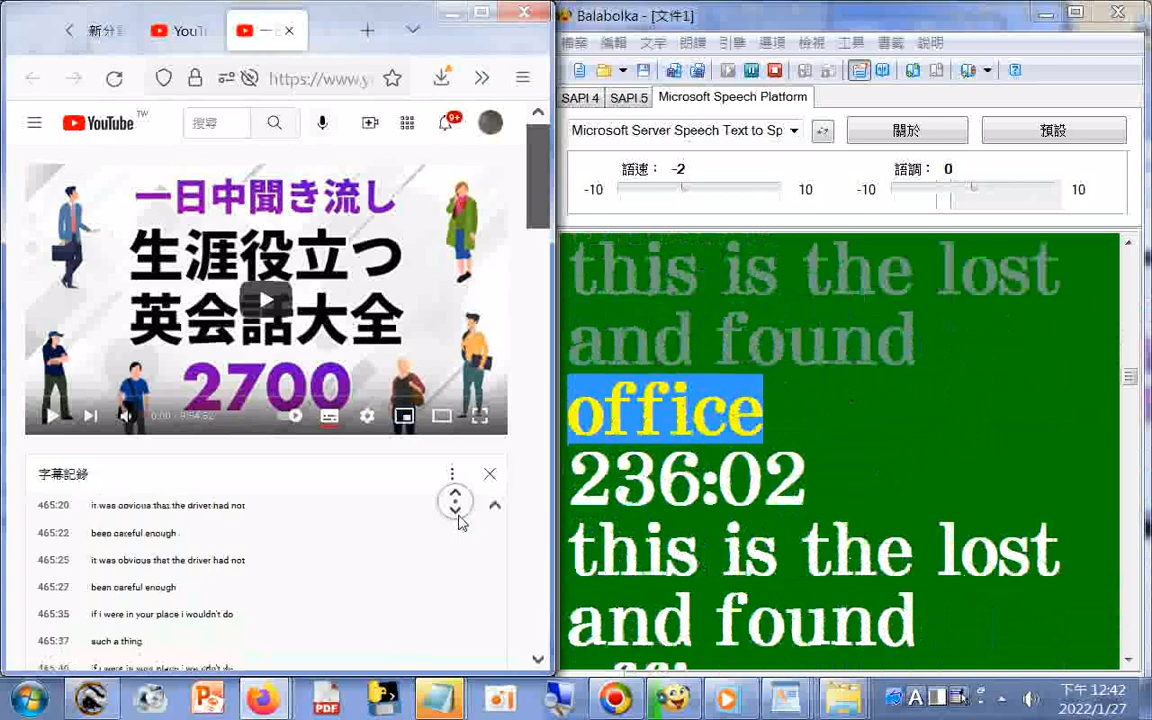 新分
YouT
一E
https://www.y
YouTube TW
搜尋
9+
一日中聞き流し
生涯役立つ
英会話大全
2700
字幕記錄
465:20 it was obvious that the driver had not
465:22 been careful enough
465:25 it was obvious that the driver had not
465:27 been careful enough
465:35 if i were in your place i wouldn't do
465:37 such a thing
Balabolka - [文件1]
檔案 編輯 文字 朗讀 引擎 選項 檢視 工具 書籤 說明
SAPI 4 SAPI 5 Microsoft Speech Platform
Microsoft Server Speech Text to Sp
關於 預設
語速： -2 語調： 0
-10 10 -10 10
this is the lost
and found
office
236:02
this is the lost
and found
PDF
A
下午 12:42
2022/1/27